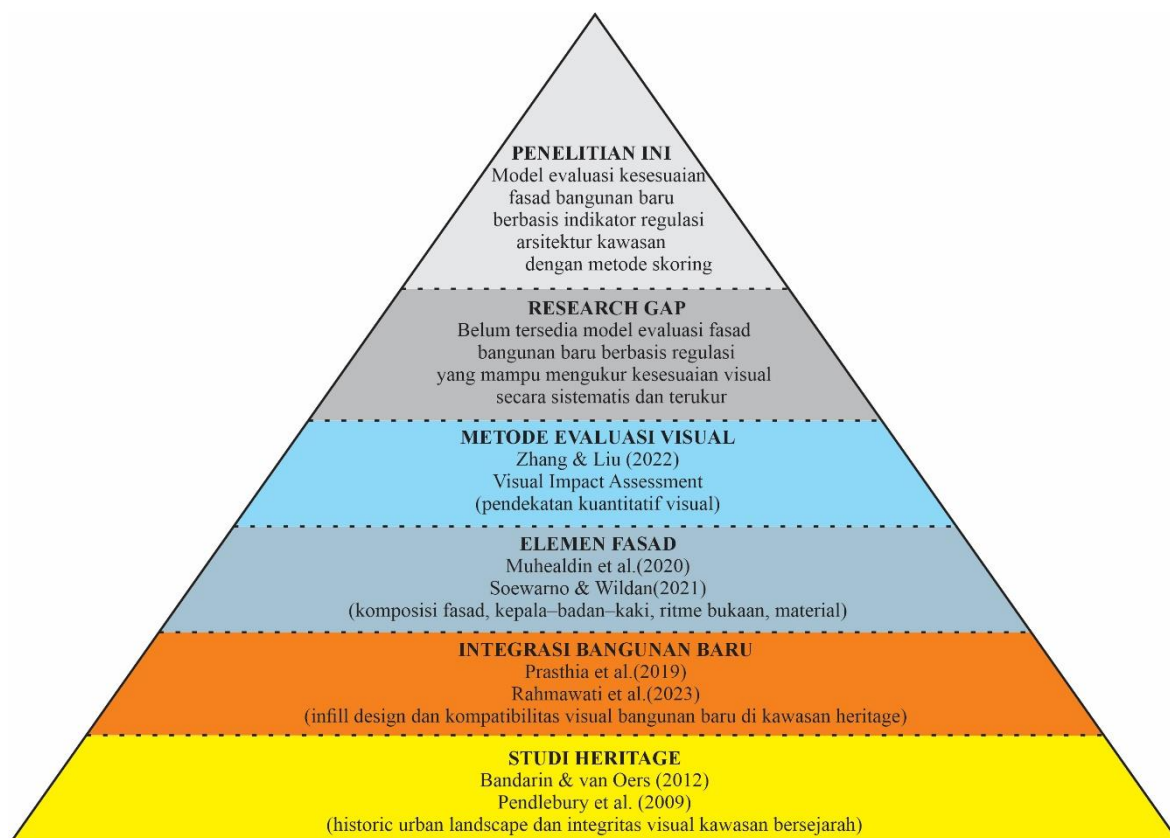 PENELITIAN INI
Model evaluasi kesesuaian
fasad bangunan baru
berbasis indikator regulasi
arsitektur kawasan
dengan metode skoring
RESEARCH GAP
Belum tersedia model evaluasi fasad
bangunan baru berbasis regulasi
yang mampu mengukur kesesuaian visual
secara sistematis dan terukur
METODE EVALUASI VISUAL
Zhang & Liu (2022)
Visual Impact Assessment
(pendekatan kuantitatif visual)
ELEMEN FASAD
Muhealdin et al.(2020)
Soewarno & Wildan(2021)
(komposisi fasad, kepala–badan–kaki, ritme bukaan, material)
INTEGRASI BANGUNAN BARU
Prasthia et al.(2019)
Rahmawati et al.(2023)
(infill design dan kompatibilitas visual bangunan baru di kawasan heritage)
STUDI HERITAGE
Bandarin & van Oers (2012)
Pendlebury et al. (2009)
(historic urban landscape dan integritas visual kawasan bersejarah)